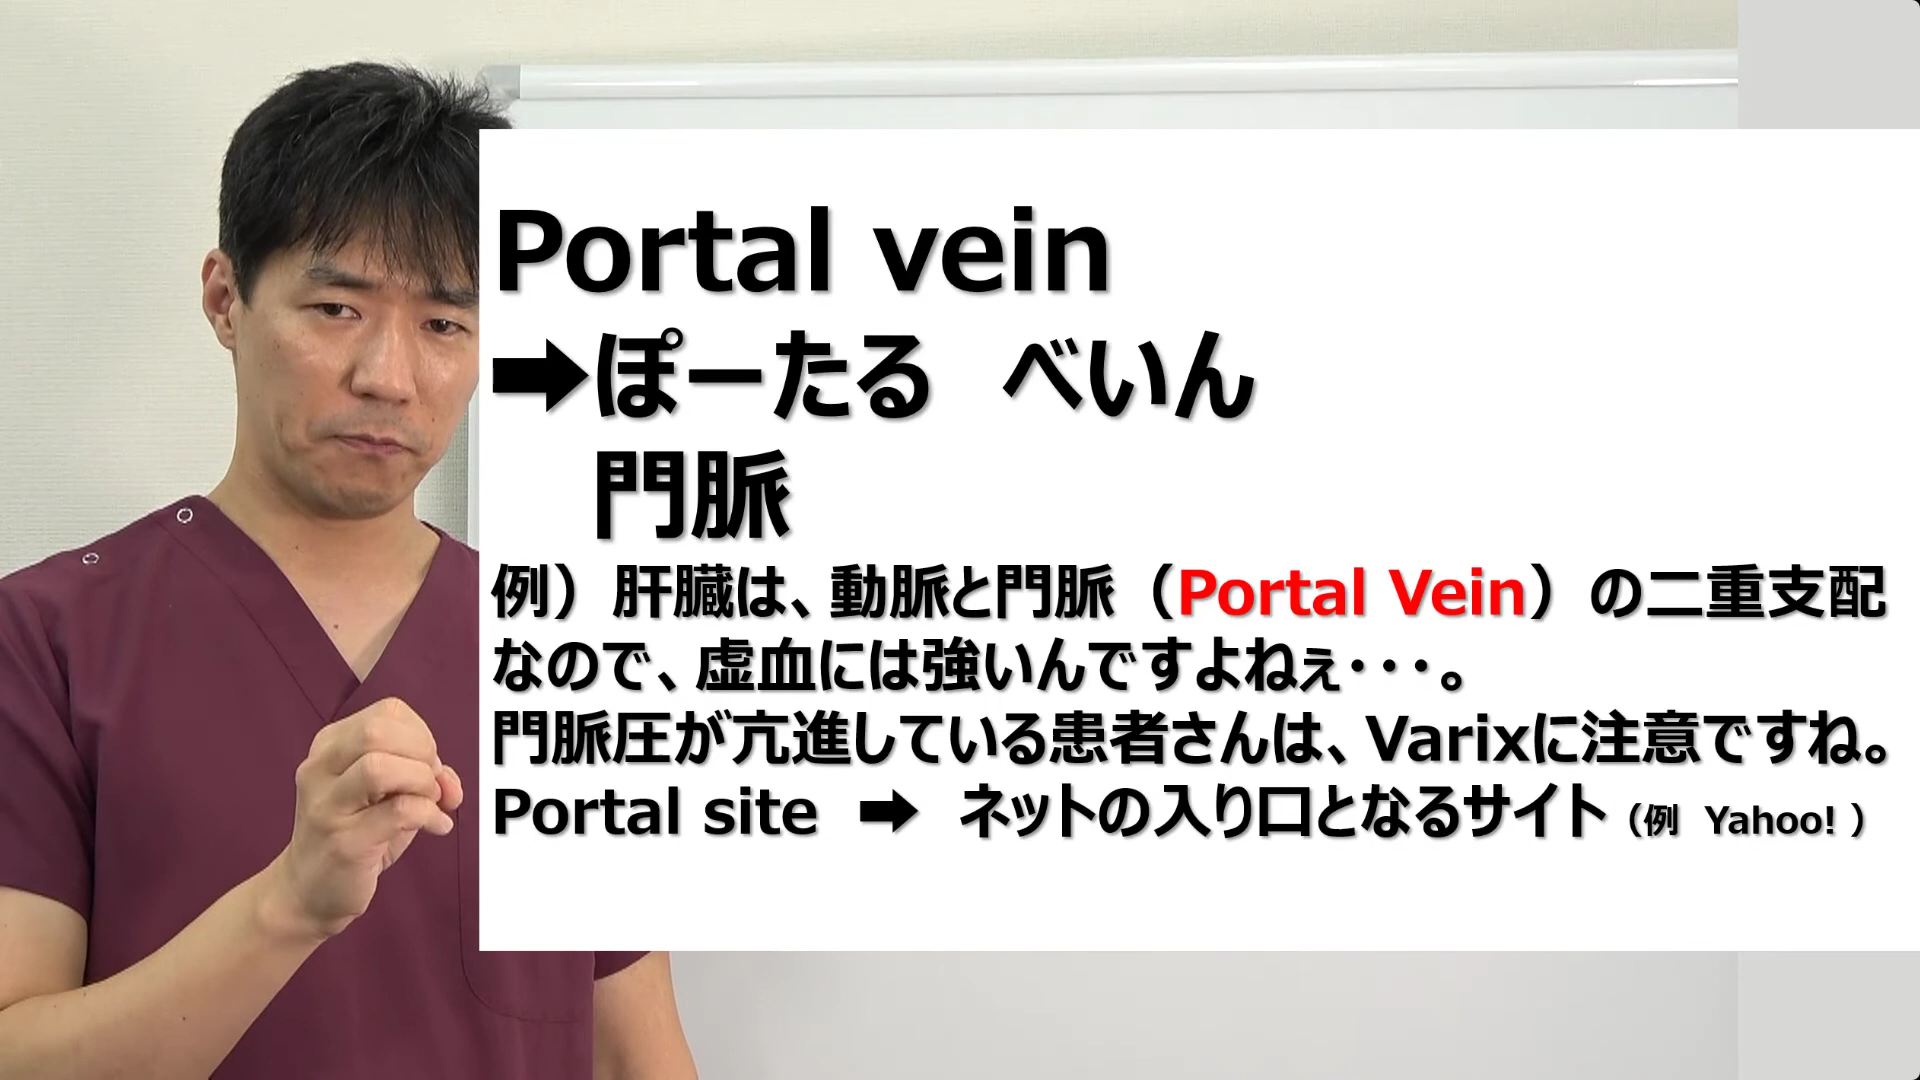 Portal vein
➡ぽーたる　べいん
門脈
例）肝臓は、動脈と門脈（Portal Vein）の二重支配
なので、虚血には強いんですよねぇ・・・。
門脈圧が亢進している患者さんは、Varixに注意ですね。
Portal site ➡ ネットの入り口となるサイト（例　Yahoo! ）